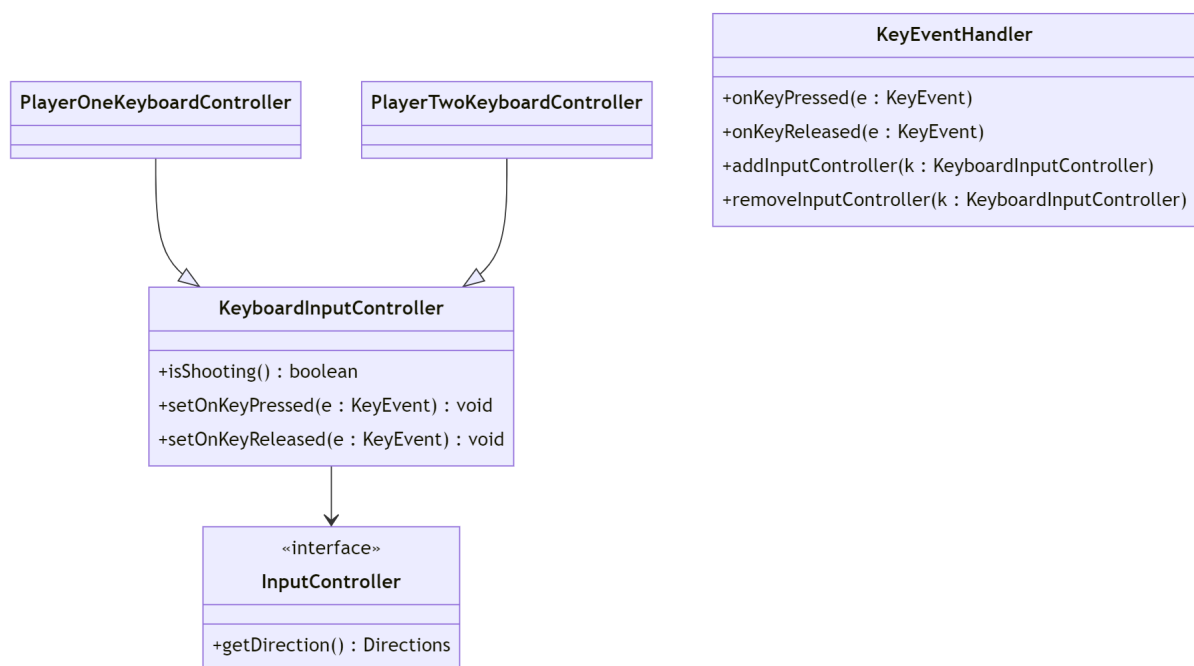 PlayerOneKeyboardController
PlayerTwoKeyboardController
KeyEventHandler
+onKeyPressed(e : KeyEvent)
+onKeyReleased(e : KeyEvent)
+addInputController(k : KeyboardInputController)
+removeInputController(k : KeyboardInputController)
KeyboardInputController
+isShooting() : boolean
+setOnKeyPressed(e : KeyEvent) : void
+setOnKeyReleased(e : KeyEvent) : void
«interface»
InputController
+getDirection() : Directions